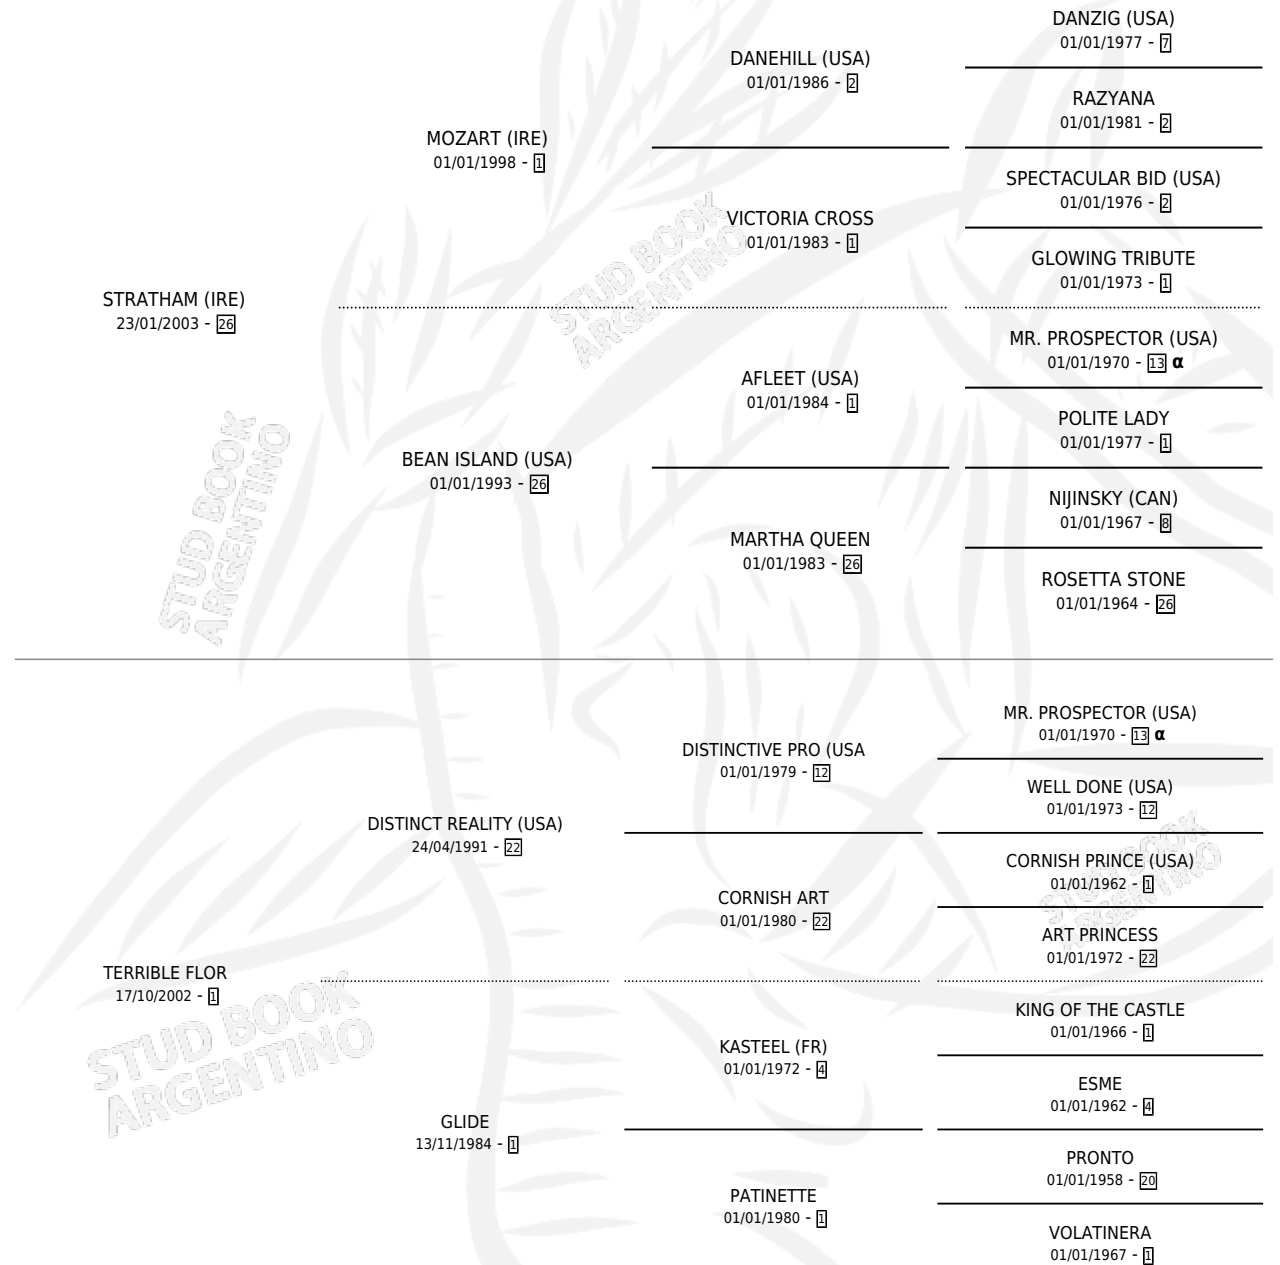 DANZIG (USA)
01/01/1977 - 7
DANEHILL (USA)
01/01/1986 - 2
RAZYANA
01/01/1981 - 2
MOZART (IRE)
01/01/1998 - 1
SPECTACULAR BID (USA)
01/01/1976 - 2
VICTORIA CROSS
01/01/1983 - 1
GLOWING TRIBUTE
01/01/1973 - 1
STRATHAM (IRE)
23/01/2003 - 26
MR. PROSPECTOR (USA)
01/01/1970 - 13 α
AFLEET (USA)
01/01/1984 - 1
POLITE LADY
01/01/1977 - 1
BEAN ISLAND (USA)
01/01/1993 - 26
NIJINSKY (CAN)
01/01/1967 - 8
MARTHA QUEEN
01/01/1983 - 26
ROSETTA STONE
01/01/1964 - 26
MR. PROSPECTOR (USA)
01/01/1970 - 13 α
DISTINCTIVE PRO (USA
01/01/1979 - 12
WELL DONE (USA)
01/01/1973 - 12
DISTINCT REALITY (USA)
24/04/1991 - 22
CORNISH PRINCE (USA)
01/01/1962 - 1
CORNISH ART
01/01/1980 - 22
ART PRINCESS
01/01/1972 - 22
TERRIBLE FLOR
17/10/2002 - 1
KING OF THE CASTLE
01/01/1966 - 1
KASTEEL (FR)
01/01/1972 - 4
ESME
01/01/1962 - 4
GLIDE
13/11/1984 - 1
PRONTO
01/01/1958 - 20
PATINETTE
01/01/1980 - 1
VOLATINERA
01/01/1967 - 1
STUD BOOK
ARGENTINO
STUD BOOK
ARGENTINO
STUD BOOK
ARGENTINO
STUD BOOK
ARGENTINO